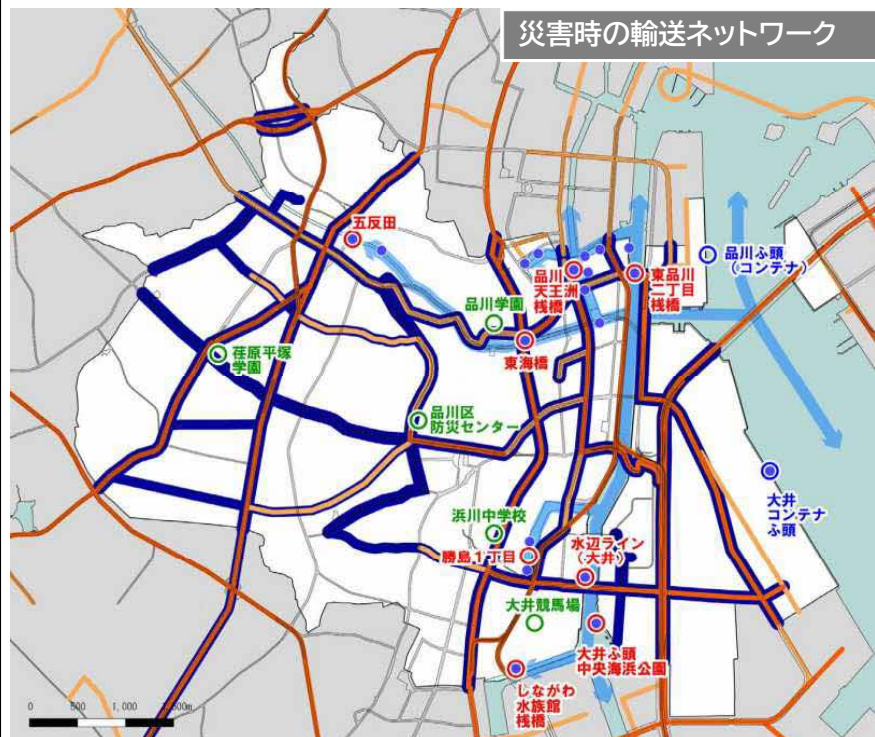 災害時の輸送ネットワーク
五反田
品川学園
品川
天王洲
桟橋
東品川
二丁目
桟橋
品川ふ頭
(コンテナ)
東海橋
荏原平塚
学園
品川区
防災センター
浜川中学校
勝島1丁目
水辺ライン
(大井)
大井
コンテナ
ふ頭
大井競馬場
大井ふ頭
中央海浜公園
しながわ
水族館
桟橋
0 500 1,000